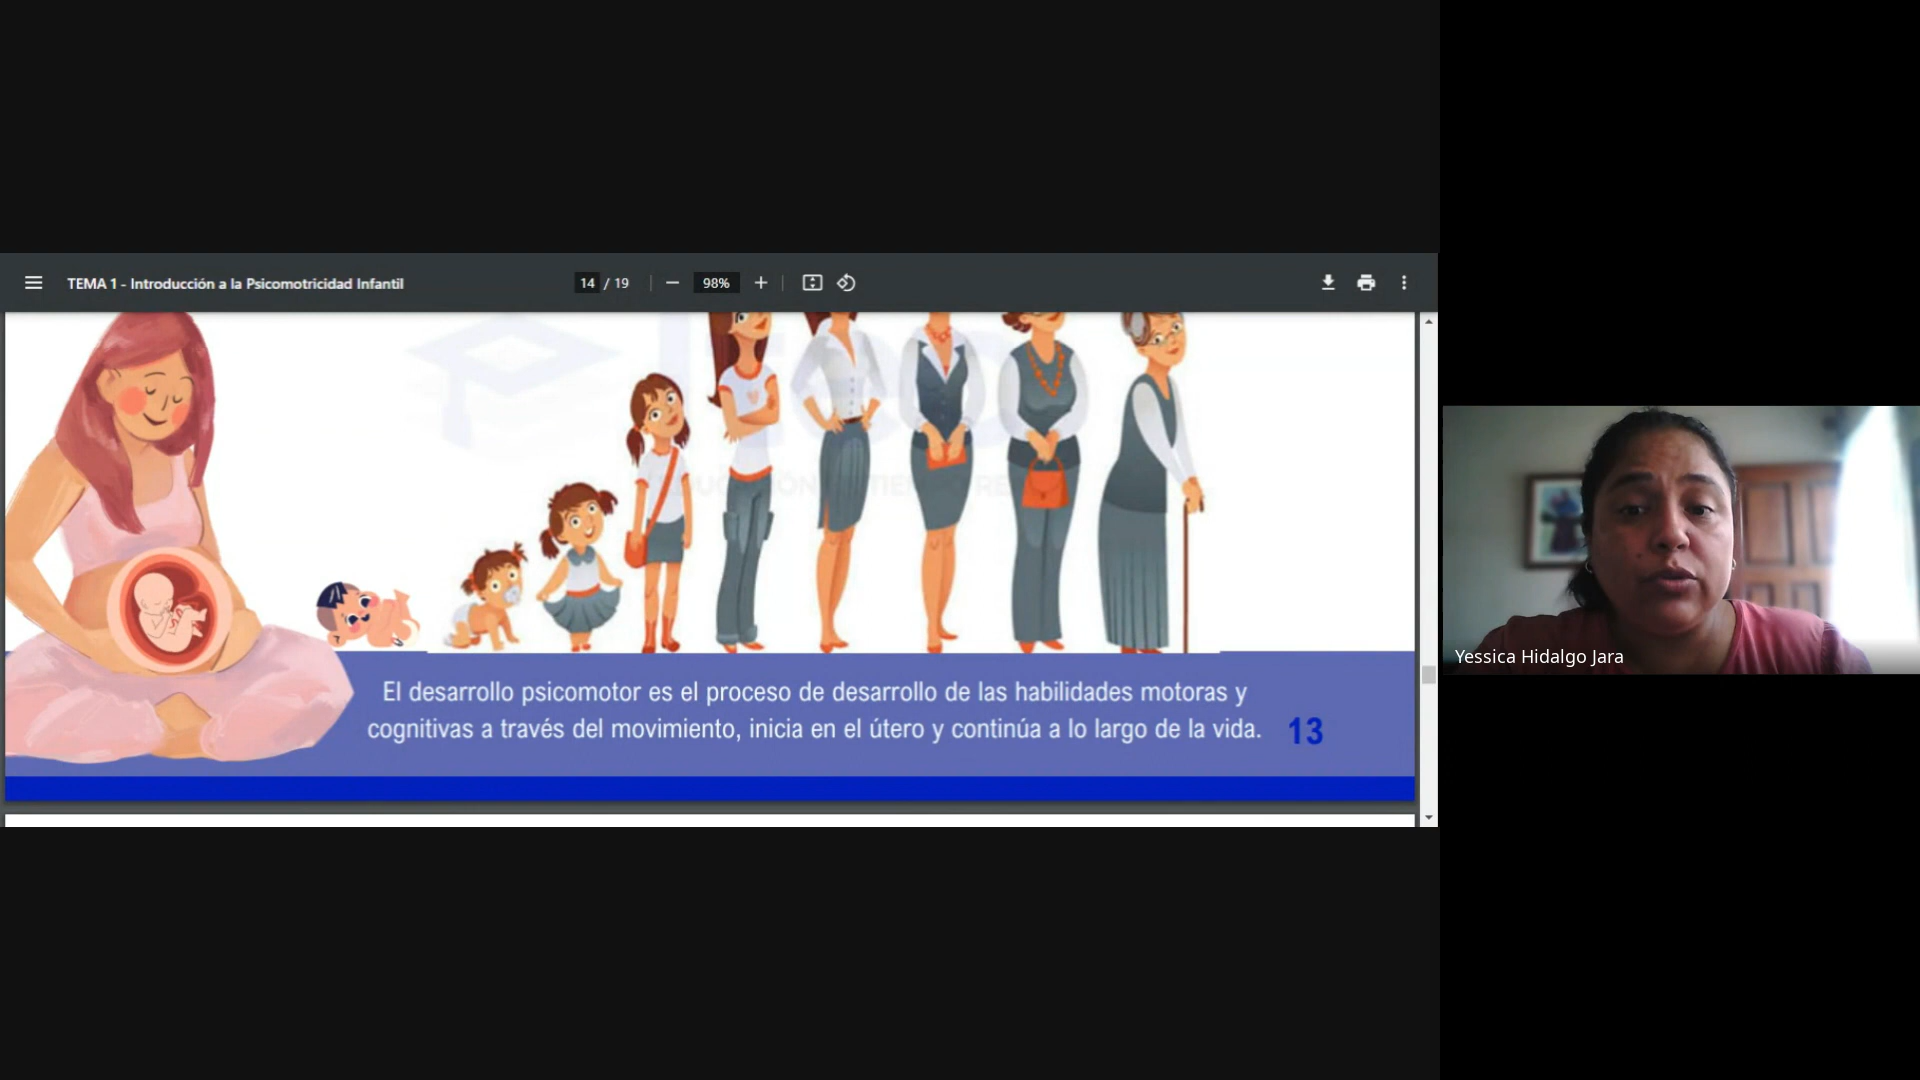 TEMA 1 - Introducción a la Psicomotricidad Infantil
14 / 19
98%
El desarrollo psicomotor es el proceso de desarrollo de las habilidades motoras y
cognitivas a través del movimiento, inicia en el útero y continúa a lo largo de la vida.
13
Yessica Hidalgo Jara